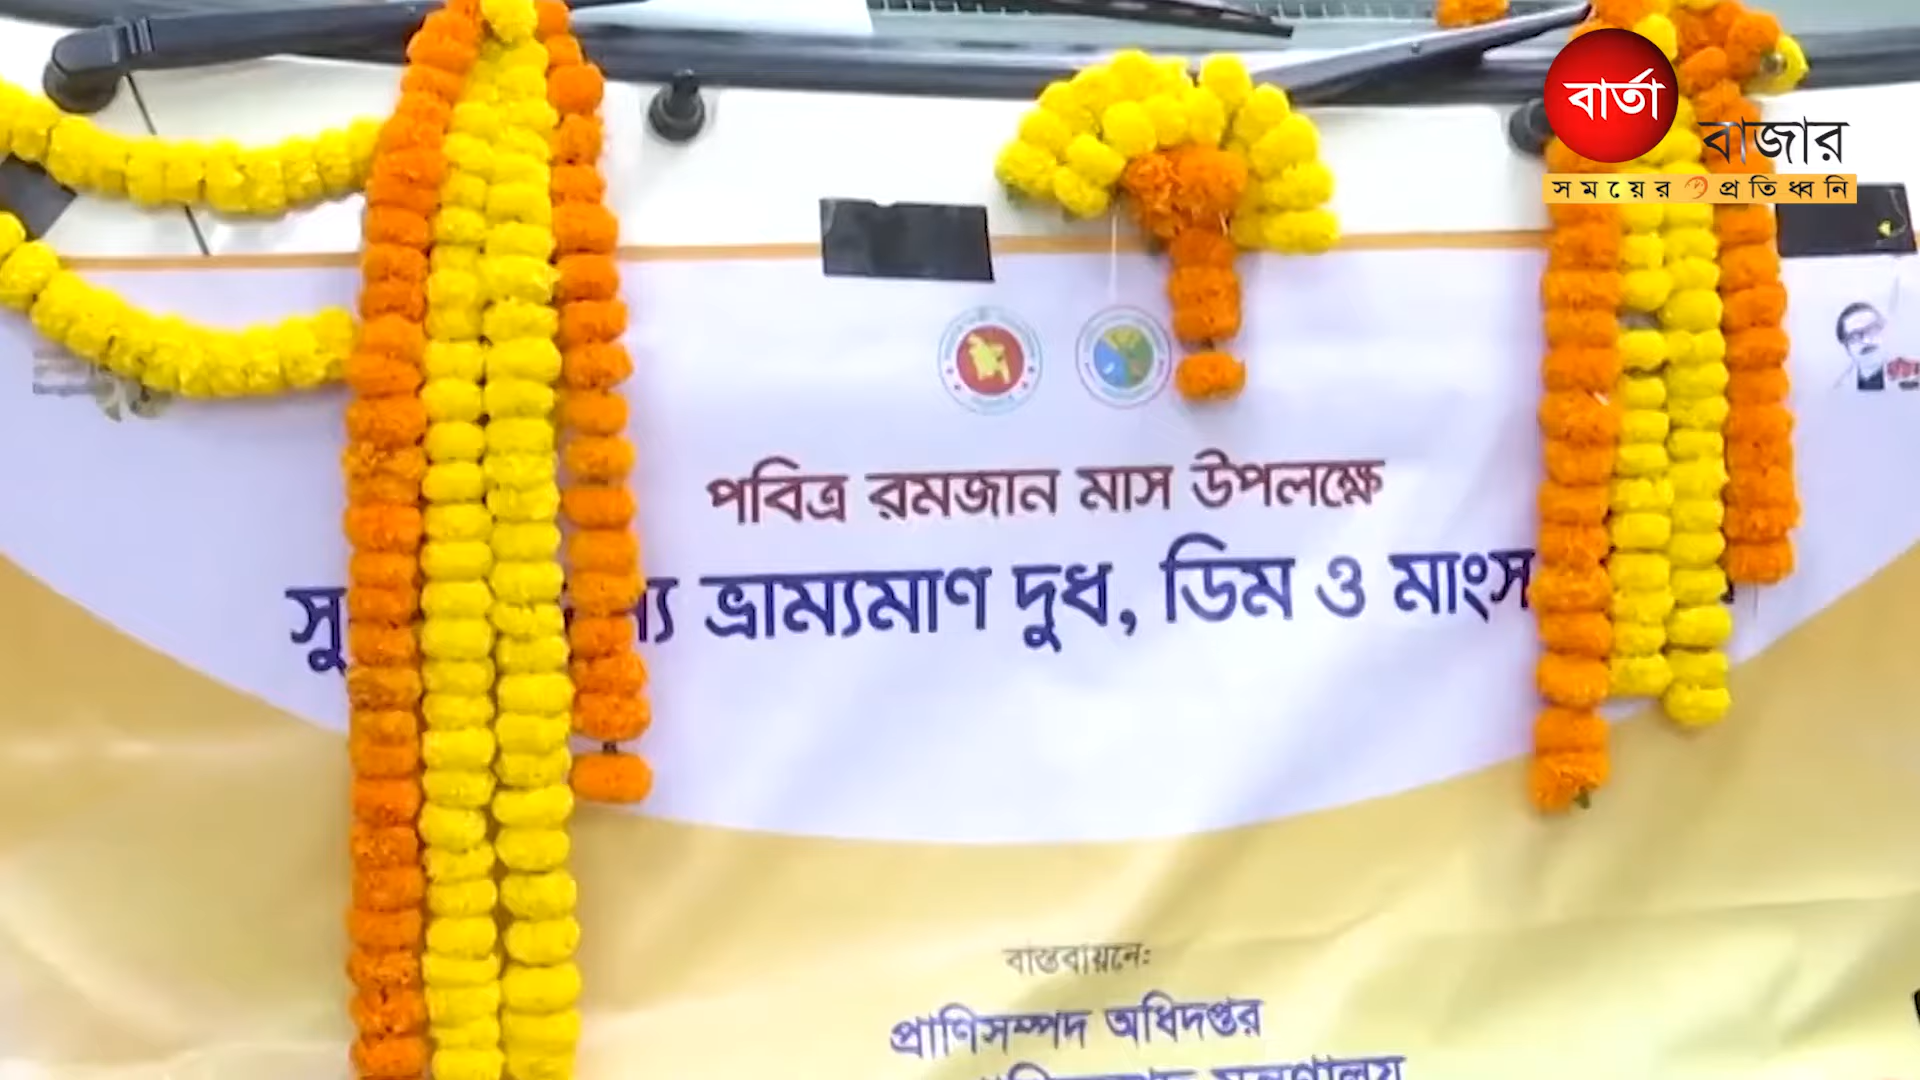 বার্তা
বাজার
সময়ের প্রতিধ্বনি
পবিত্র রমজান মাস উপলক্ষে
ভ্রাম্যমাণ দুধ, ডিম ও মাংস
বাস্তবায়নে:
প্রাণিসম্পদ অধিদপ্তর